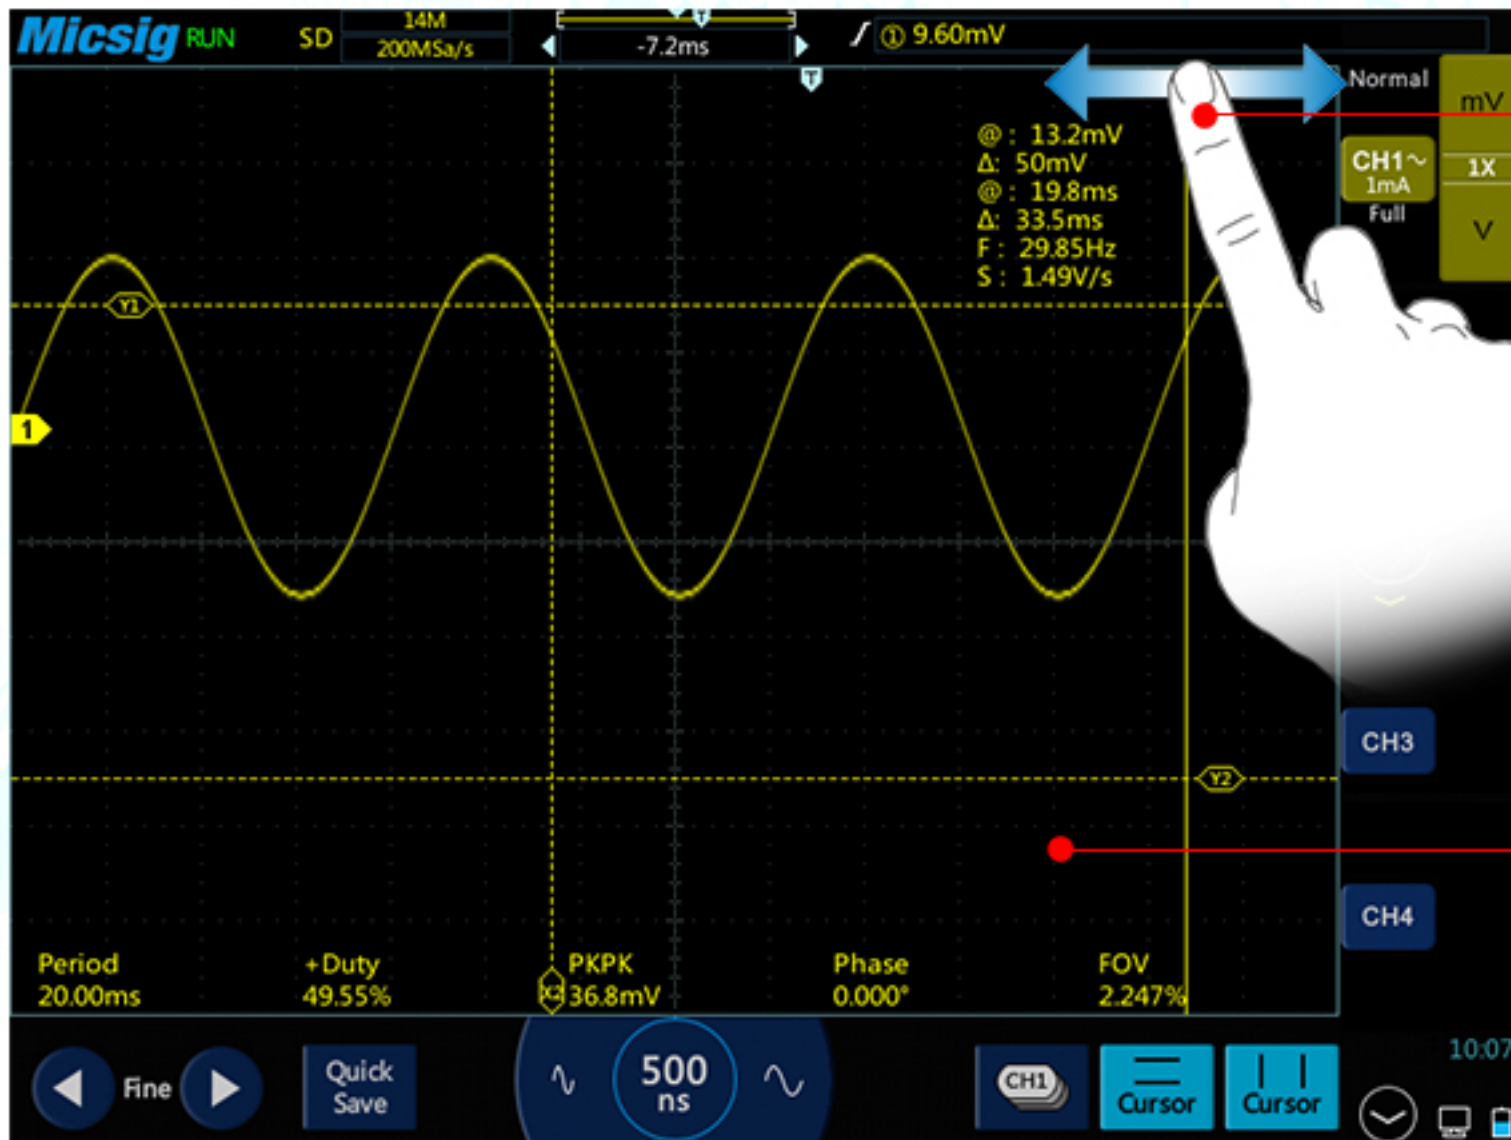 Micsig RUN SD 14M
200MSa/s
-7.2ms
① 9.60mV
T
T
Normal
mV
1X
V
CH1~
1mA
Full
@ : 13.2mV
Δ: 50mV
@ : 19.8ms
Δ: 33.5ms
F : 29.85Hz
S : 1.49V/s
Y1
1
Y2
CH3
CH4
Period +Duty PKPK Phase FOV
20.00ms 49.55% X2 36.8mV 0.000° 2.247%
Fine
Quick
Save
500
ns
CH1
Cursor
Cursor
10:07